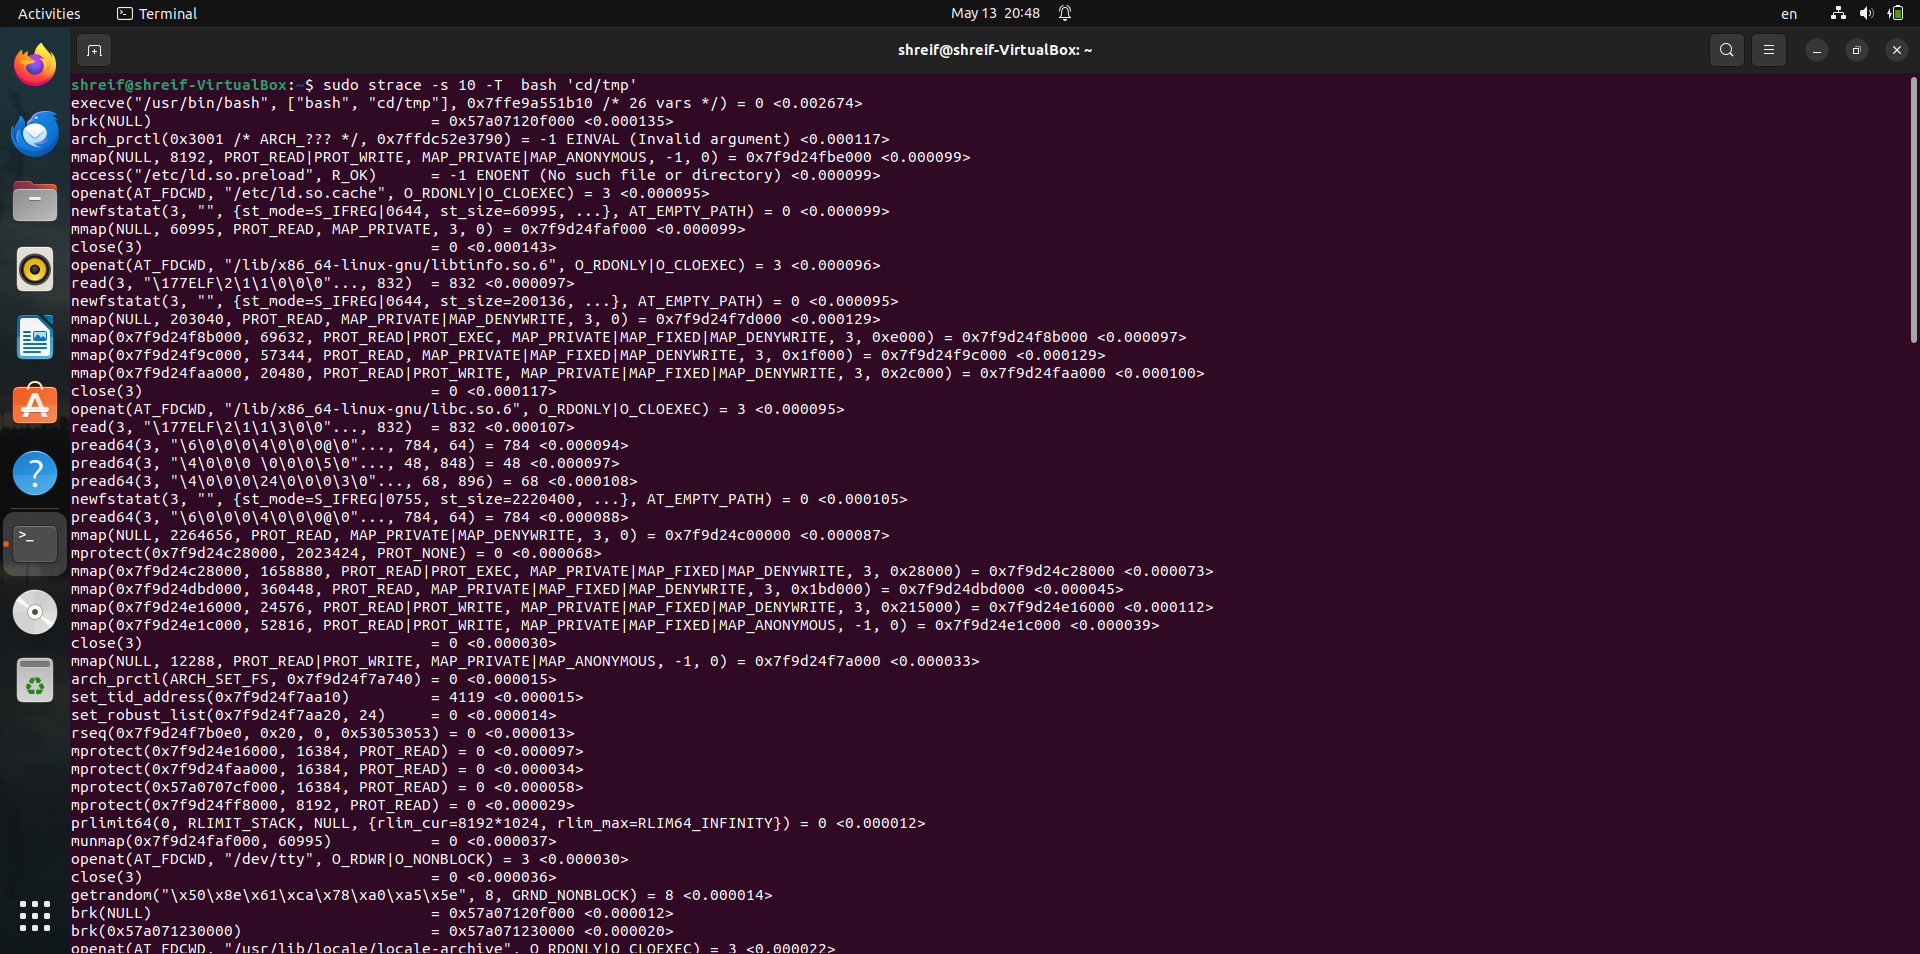 Activities
Terminal
May 13 20:48
en
shreif@shreif-VirtualBox: ~
shreif@shreif-VirtualBox:~$ sudo strace -s 10 -T  bash 'cd/tmp'
execve("/usr/bin/bash", ["bash", "cd/tmp"], 0x7ffe9a551b10 /* 26 vars */) = 0 <0.002674>
brk(NULL)                               = 0x57a07120f000 <0.000135>
arch_prctl(0x3001 /* ARCH_??? */, 0x7ffdc52e3790) = -1 EINVAL (Invalid argument) <0.000117>
mmap(NULL, 8192, PROT_READ|PROT_WRITE, MAP_PRIVATE|MAP_ANONYMOUS, -1, 0) = 0x7f9d24fbe000 <0.000099>
access("/etc/ld.so.preload", R_OK)      = -1 ENOENT (No such file or directory) <0.000099>
openat(AT_FDCWD, "/etc/ld.so.cache", O_RDONLY|O_CLOEXEC) = 3 <0.000095>
newfstatat(3, "", {st_mode=S_IFREG|0644, st_size=60995, ...}, AT_EMPTY_PATH) = 0 <0.000099>
mmap(NULL, 60995, PROT_READ, MAP_PRIVATE, 3, 0) = 0x7f9d24faf000 <0.000099>
close(3)                                = 0 <0.000143>
openat(AT_FDCWD, "/lib/x86_64-linux-gnu/libtinfo.so.6", O_RDONLY|O_CLOEXEC) = 3 <0.000096>
read(3, "\177ELF\2\1\1\0\0\0"..., 832)  = 832 <0.000097>
newfstatat(3, "", {st_mode=S_IFREG|0644, st_size=200136, ...}, AT_EMPTY_PATH) = 0 <0.000095>
mmap(NULL, 203040, PROT_READ, MAP_PRIVATE|MAP_DENYWRITE, 3, 0) = 0x7f9d24f7d000 <0.000129>
mmap(0x7f9d24f8b000, 69632, PROT_READ|PROT_EXEC, MAP_PRIVATE|MAP_FIXED|MAP_DENYWRITE, 3, 0xe000) = 0x7f9d24f8b000 <0.000097>
mmap(0x7f9d24f9c000, 57344, PROT_READ, MAP_PRIVATE|MAP_FIXED|MAP_DENYWRITE, 3, 0x1f000) = 0x7f9d24f9c000 <0.000129>
mmap(0x7f9d24faa000, 20480, PROT_READ|PROT_WRITE, MAP_PRIVATE|MAP_FIXED|MAP_DENYWRITE, 3, 0x2c000) = 0x7f9d24faa000 <0.000100>
close(3)                                = 0 <0.000117>
openat(AT_FDCWD, "/lib/x86_64-linux-gnu/libc.so.6", O_RDONLY|O_CLOEXEC) = 3 <0.000095>
read(3, "\177ELF\2\1\1\3\0\0"..., 832)  = 832 <0.000107>
pread64(3, "\6\0\0\0\4\0\0\0@\0"..., 784, 64) = 784 <0.000094>
pread64(3, "\4\0\0\0 \0\0\0\5\0"..., 48, 848) = 48 <0.000097>
pread64(3, "\4\0\0\0\24\0\0\0\3\0"..., 68, 896) = 68 <0.000108>
newfstatat(3, "", {st_mode=S_IFREG|0755, st_size=2220400, ...}, AT_EMPTY_PATH) = 0 <0.000105>
pread64(3, "\6\0\0\0\4\0\0\0@\0"..., 784, 64) = 784 <0.000088>
mmap(NULL, 2264656, PROT_READ, MAP_PRIVATE|MAP_DENYWRITE, 3, 0) = 0x7f9d24c00000 <0.000087>
mprotect(0x7f9d24c28000, 2023424, PROT_NONE) = 0 <0.000068>
mmap(0x7f9d24c28000, 1658880, PROT_READ|PROT_EXEC, MAP_PRIVATE|MAP_FIXED|MAP_DENYWRITE, 3, 0x28000) = 0x7f9d24c28000 <0.000073>
mmap(0x7f9d24dbd000, 360448, PROT_READ, MAP_PRIVATE|MAP_FIXED|MAP_DENYWRITE, 3, 0x1bd000) = 0x7f9d24dbd000 <0.000045>
mmap(0x7f9d24e16000, 24576, PROT_READ|PROT_WRITE, MAP_PRIVATE|MAP_FIXED|MAP_DENYWRITE, 3, 0x215000) = 0x7f9d24e16000 <0.000112>
mmap(0x7f9d24e1c000, 52816, PROT_READ|PROT_WRITE, MAP_PRIVATE|MAP_FIXED|MAP_ANONYMOUS, -1, 0) = 0x7f9d24e1c000 <0.000039>
close(3)                                = 0 <0.000030>
mmap(NULL, 12288, PROT_READ|PROT_WRITE, MAP_PRIVATE|MAP_ANONYMOUS, -1, 0) = 0x7f9d24f7a000 <0.000033>
arch_prctl(ARCH_SET_FS, 0x7f9d24f7a740) = 0 <0.000015>
set_tid_address(0x7f9d24f7aa10)         = 4119 <0.000015>
set_robust_list(0x7f9d24f7aa20, 24)     = 0 <0.000014>
rseq(0x7f9d24f7b0e0, 0x20, 0, 0x53053053) = 0 <0.000013>
mprotect(0x7f9d24e16000, 16384, PROT_READ) = 0 <0.000097>
mprotect(0x7f9d24faa000, 16384, PROT_READ) = 0 <0.000034>
mprotect(0x57a0707cf000, 16384, PROT_READ) = 0 <0.000058>
mprotect(0x7f9d24ff8000, 8192, PROT_READ) = 0 <0.000029>
prlimit64(0, RLIMIT_STACK, NULL, {rlim_cur=8192*1024, rlim_max=RLIM64_INFINITY}) = 0 <0.000012>
munmap(0x7f9d24faf000, 60995)           = 0 <0.000037>
openat(AT_FDCWD, "/dev/tty", O_RDWR|O_NONBLOCK) = 3 <0.000030>
close(3)                                = 0 <0.000036>
getrandom("\x50\x8e\x61\xca\x78\xa0\xa5\x5e", 8, GRND_NONBLOCK) = 8 <0.000014>
brk(NULL)                               = 0x57a07120f000 <0.000012>
brk(0x57a071230000)                     = 0x57a071230000 <0.000020>
openat(AT_FDCWD, "/usr/lib/locale/locale-archive", O_RDONLY|O_CLOEXEC) = 3 <0.000022>